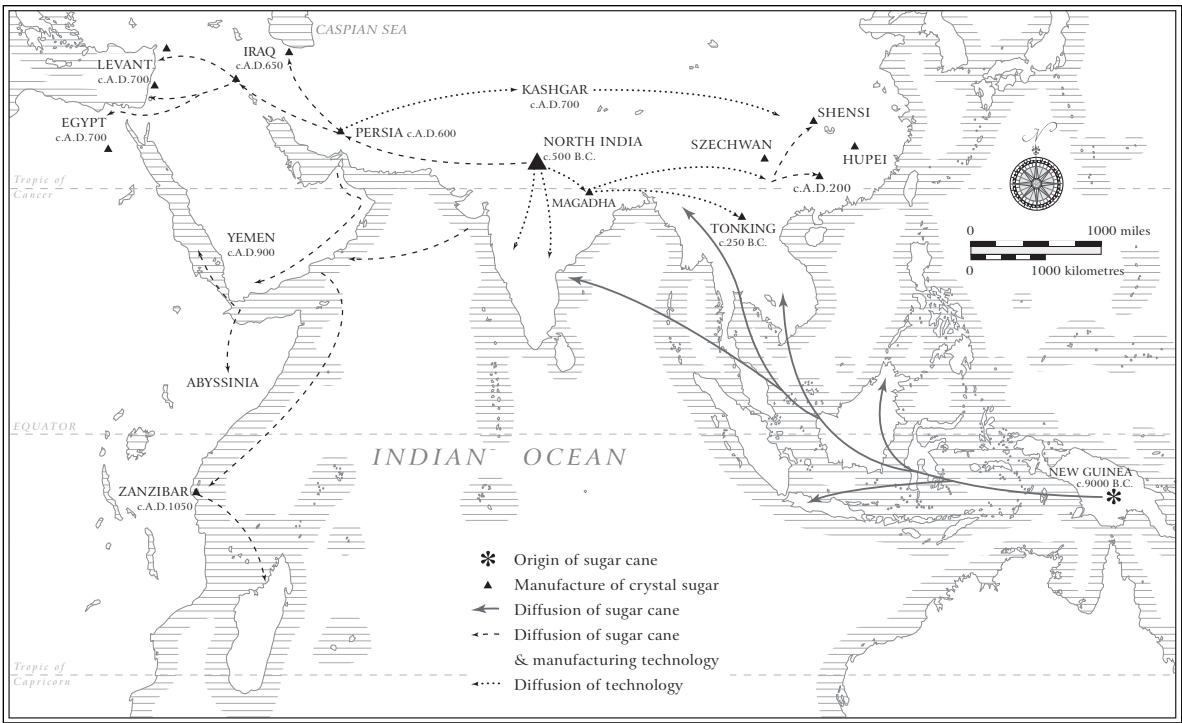 CASPIAN SEA
IRAQ
c.A.D.650
LEVANT
c.A.D.700
KASHGAR
c.A.D.700
EGYPT
c.A.D.700
SHENSI
PERSIA c.A.D.600
NORTH INDIA
c.500 B.C.
SZECHWAN
HUPEI
Tropic of
Cancer
c.A.D.200
MAGADHA
TONKING
c.250 B.C.
0 1000 miles
0 1000 kilometres
YEMEN
c.A.D.900
ABYSSINIA
EQUATOR
INDIAN OCEAN
NEW GUINEA
c.9000 B.C.
ZANZIBAR
c.A.D.1050
Origin of sugar cane
Manufacture of crystal sugar
Diffusion of sugar cane
Diffusion of sugar cane
& manufacturing technology
Diffusion of technology
Tropic of
Capricorn